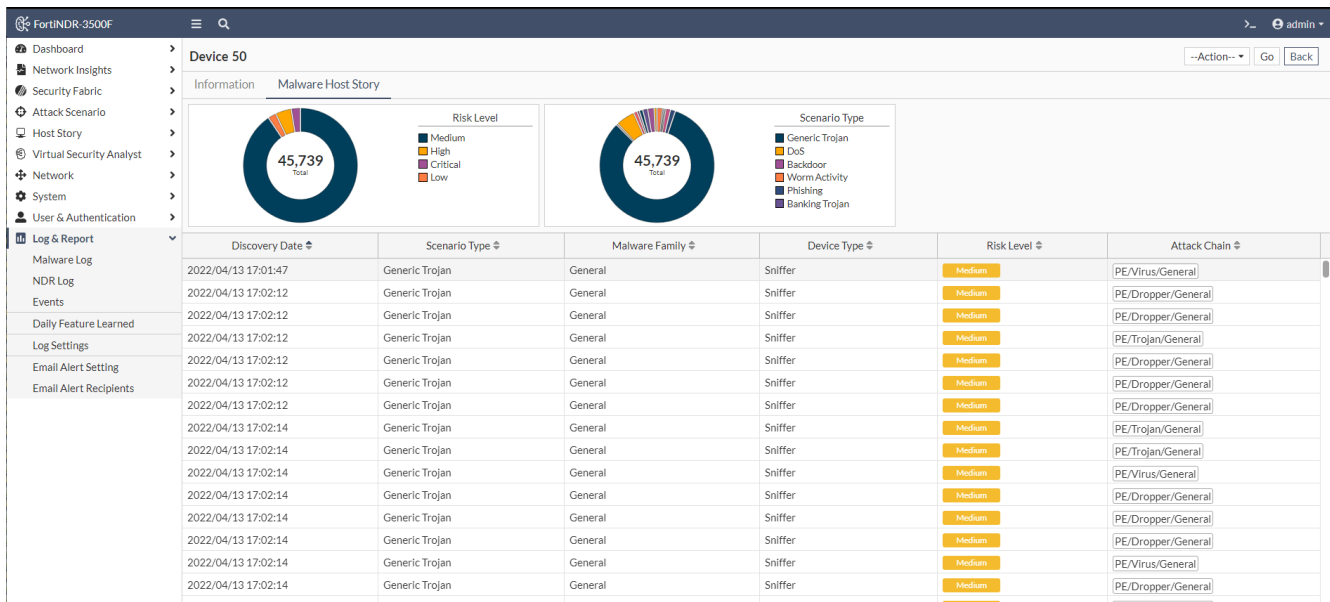 FortiNDR-3500F
>_ admin
Dashboard
Network Insights
Security Fabric
Attack Scenario
Host Story
Virtual Security Analyst
Network
System
User & Authentication
Log & Report
Malware Log
NDR Log
Events
Daily Feature Learned
Log Settings
Email Alert Setting
Email Alert Recipients
Device 50
--Action-- Go Back
Information Malware Host Story
45,739
Total
Risk Level
Medium
High
Critical
Low
45,739
Total
Scenario Type
Generic Trojan
DoS
Backdoor
Worm Activity
Phishing
Banking Trojan
Discovery Date Scenario Type Malware Family Device Type Risk Level Attack Chain
2022/04/13 17:01:47 Generic Trojan General Sniffer Medium PE/Virus/General
2022/04/13 17:02:12 Generic Trojan General Sniffer Medium PE/Dropper/General
2022/04/13 17:02:12 Generic Trojan General Sniffer Medium PE/Dropper/General
2022/04/13 17:02:12 Generic Trojan General Sniffer Medium PE/Trojan/General
2022/04/13 17:02:12 Generic Trojan General Sniffer Medium PE/Dropper/General
2022/04/13 17:02:12 Generic Trojan General Sniffer Medium PE/Dropper/General
2022/04/13 17:02:12 Generic Trojan General Sniffer Medium PE/Dropper/General
2022/04/13 17:02:14 Generic Trojan General Sniffer Medium PE/Trojan/General
2022/04/13 17:02:14 Generic Trojan General Sniffer Medium PE/Trojan/General
2022/04/13 17:02:14 Generic Trojan General Sniffer Medium PE/Virus/General
2022/04/13 17:02:14 Generic Trojan General Sniffer Medium PE/Dropper/General
2022/04/13 17:02:14 Generic Trojan General Sniffer Medium PE/Dropper/General
2022/04/13 17:02:14 Generic Trojan General Sniffer Medium PE/Dropper/General
2022/04/13 17:02:14 Generic Trojan General Sniffer Medium PE/Virus/General
2022/04/13 17:02:14 Generic Trojan General Sniffer Medium PE/Dropper/General